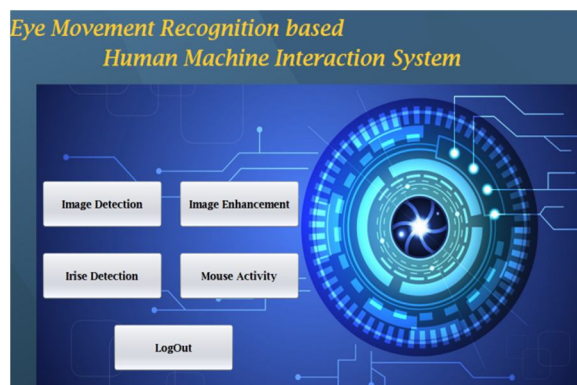 Eye Movement Recognition based
Human Machine Interaction System
Image Detection
Image Enhancement
Irise Detection
Mouse Activity
LogOut